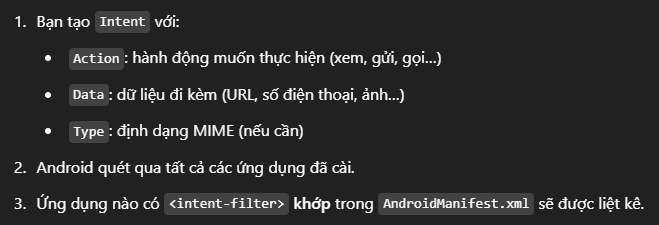 1. Bạn tạo Intent với:
• Action: hành động muốn thực hiện (xem, gửi, gọi...)
• Data: dữ liệu đi kèm (URL, số điện thoại, ảnh...)
• Type: định dạng MIME (nếu cần)
2. Android quét qua tất cả các ứng dụng đã cài.
3. Ứng dụng nào có <intent-filter> khớp trong AndroidManifest.xml sẽ được liệt kê.